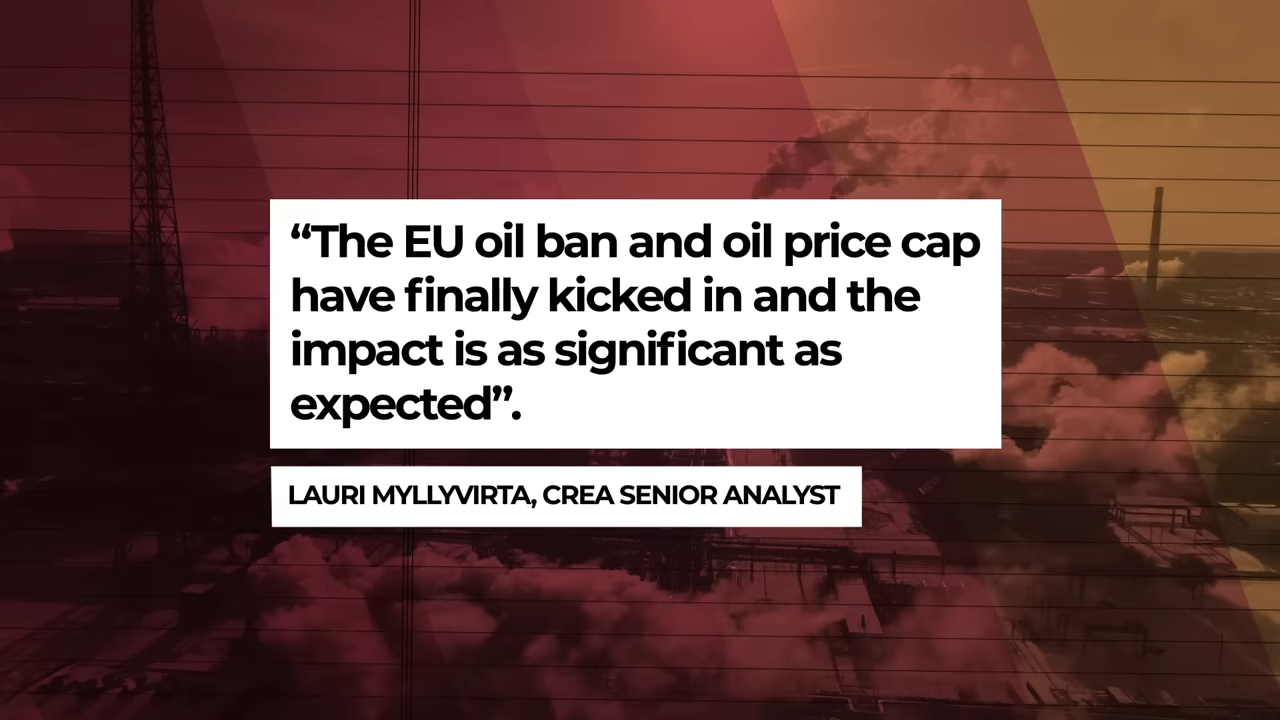 “The EU oil ban and oil price cap
have finally kicked in and the
impact is as significant as
expected”.
LAURI MYLLYVIRTA, CREA SENIOR ANALYST